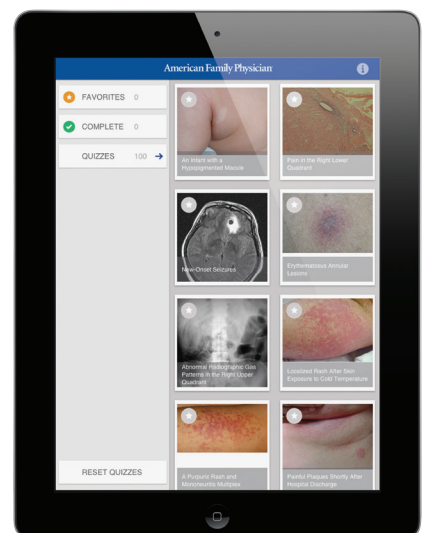 American Family Physician
FAVORITES 0
COMPLETE 0
QUIZZES 100
An Infant with a
Hypopigmented Macule
Pain in the Right Lower
Quadrant
New-Onset Seizures
Erythematous Annular
Lesions
Abnormal Radiographic Gas
Patterns in the Right Upper
Quadrant
Localized Rash After Skin
Exposure to Cold Temperature
A Purpuric Rash and
Mononeuritis Multiplex
Painful Plaques Shortly After
Hospital Discharge
RESET QUIZZES